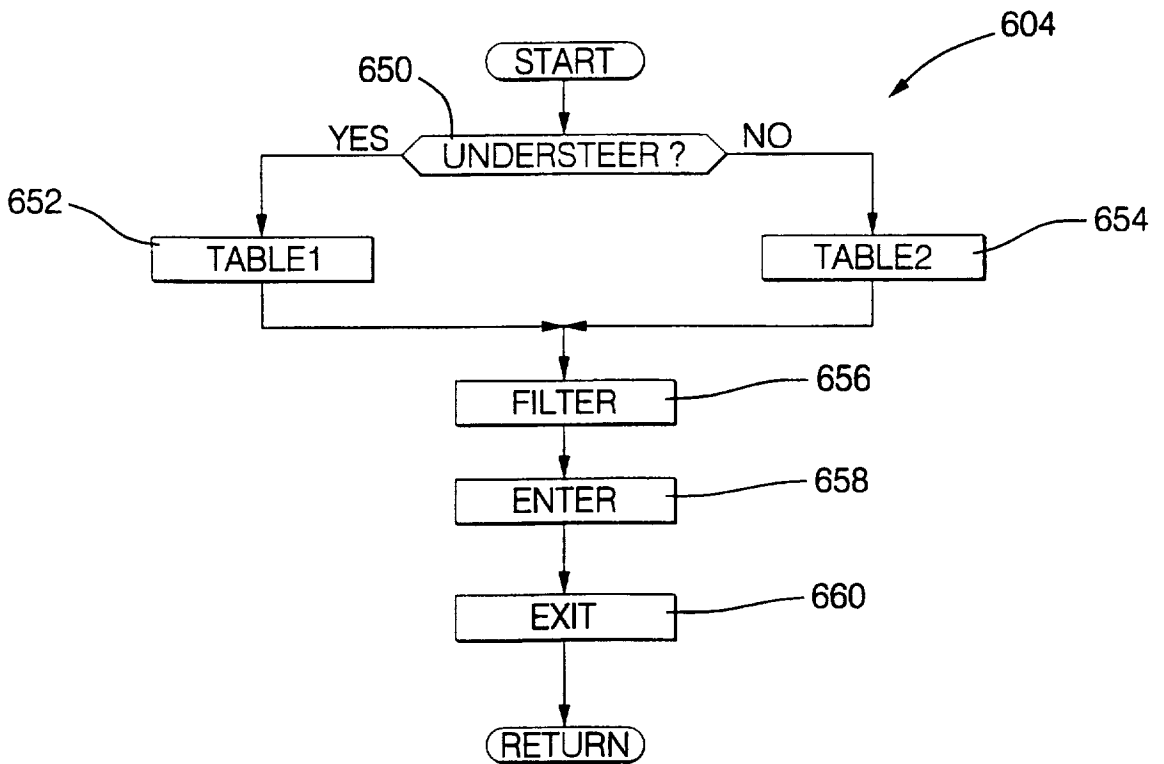 604
START
650
YES
UNDERSTEER ?
NO
652
TABLE1
TABLE2
654
FILTER
656
ENTER
658
EXIT
660
RETURN